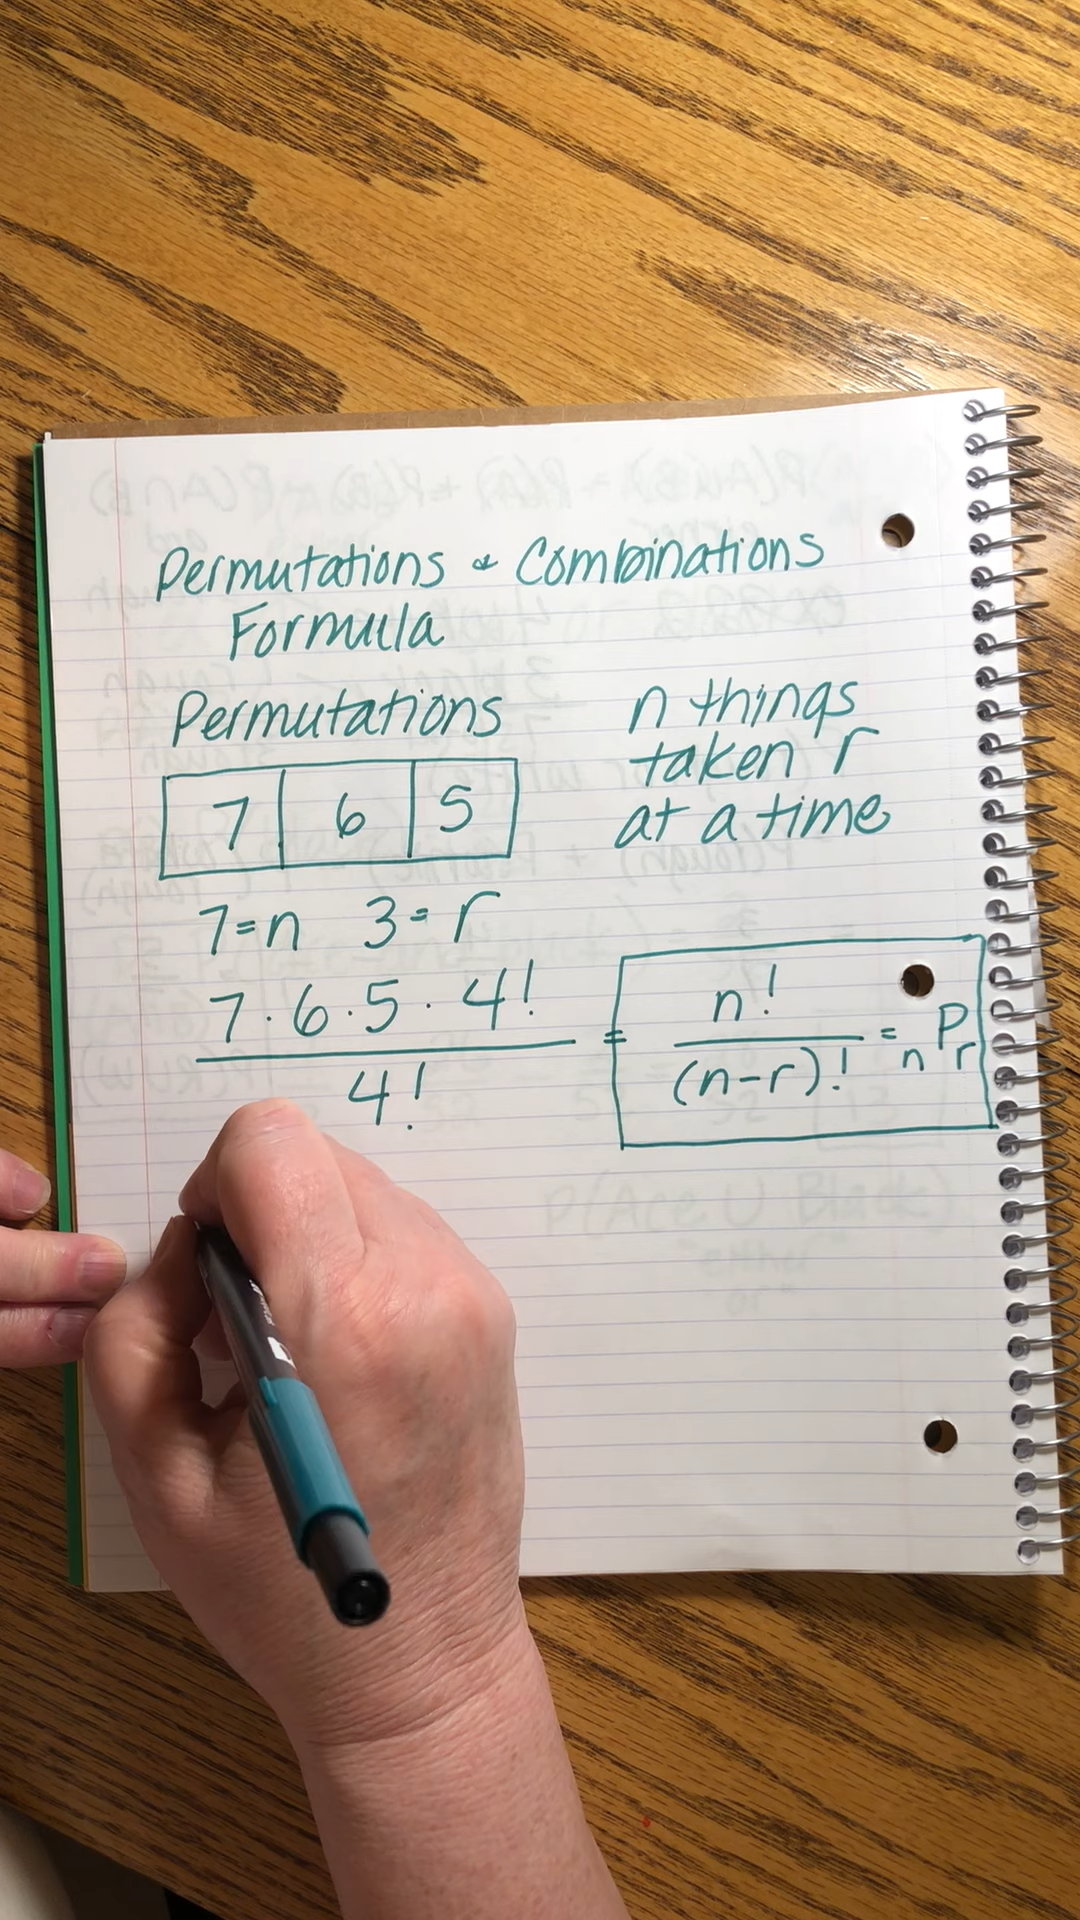 Permutations & Combinations
Formula
Permutations
7 6 5
7=n 3=r
7·6·5·4!
4!
n things
taken r
at a time
=
n!
(n-r)!
= nPr